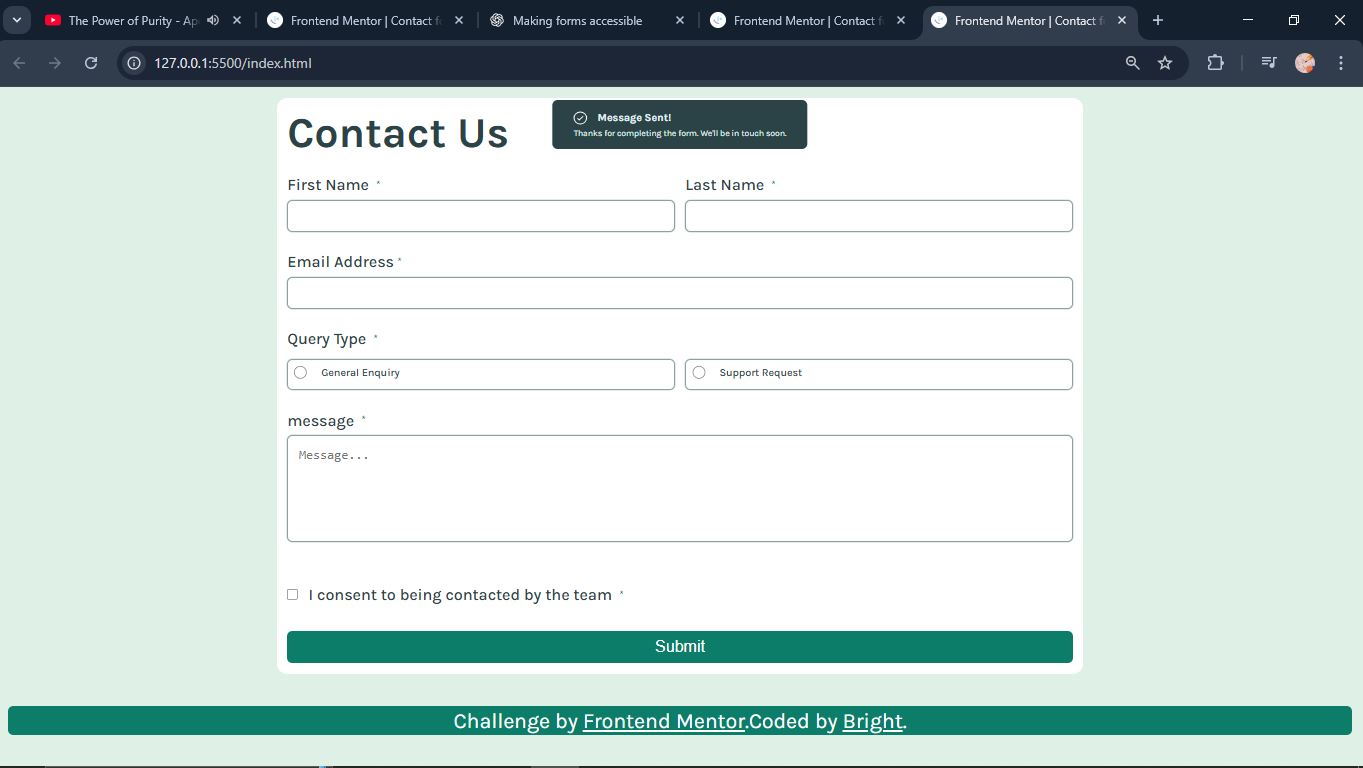 The Power of Purity - Ap
Frontend Mentor | Contact f
Making forms accessible
Frontend Mentor | Contact f
Frontend Mentor | Contact f
127.0.0.1:5500/index.html
Contact Us
Message Sent!
Thanks for completing the form. We'll be in touch soon.
First Name *
Last Name *
Email Address *
Query Type *
General Enquiry
Support Request
message *
Message...
I consent to being contacted by the team *
Submit
Challenge by Frontend Mentor.Coded by Bright.